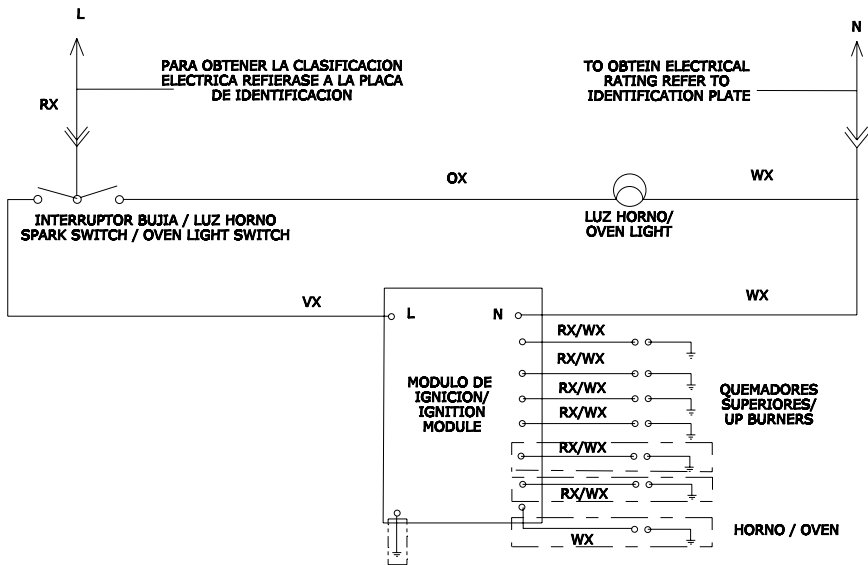 L
N
PARA OBTENER LA CLASIFICACION
ELECTRICA REFIERASE A LA PLACA
DE IDENTIFICACION
TO OBTEIN ELECTRICAL
RATING REFER TO
IDENTIFICATION PLATE
RX
OX
WX
INTERRUPTOR BUJIA / LUZ HORNO
SPARK SWITCH / OVEN LIGHT SWITCH
LUZ HORNO/
OVEN LIGHT
VX
WX
L
N
RX/WX
RX/WX
RX/WX
RX/WX
RX/WX
RX/WX
WX
MODULO DE
IGNICION/
IGNITION
MODULE
QUEMADORES
SUPERIORES/
UP BURNERS
HORNO / OVEN